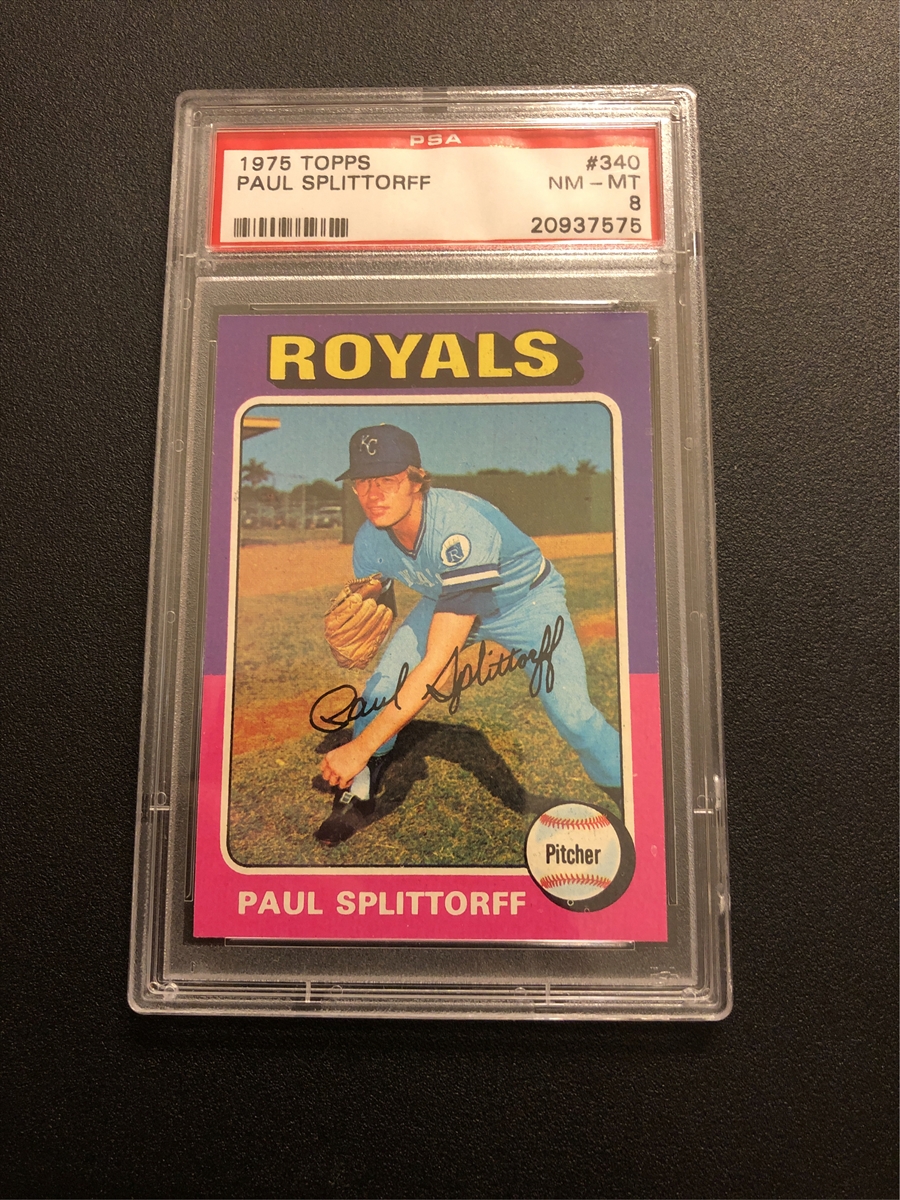 PSA
1975 TOPPS #340
PAUL SPLITTORFF NM - MT
8
20937575
ROYALS
KC
R
Paul Splittorff
Pitcher
PAUL SPLITTORFF